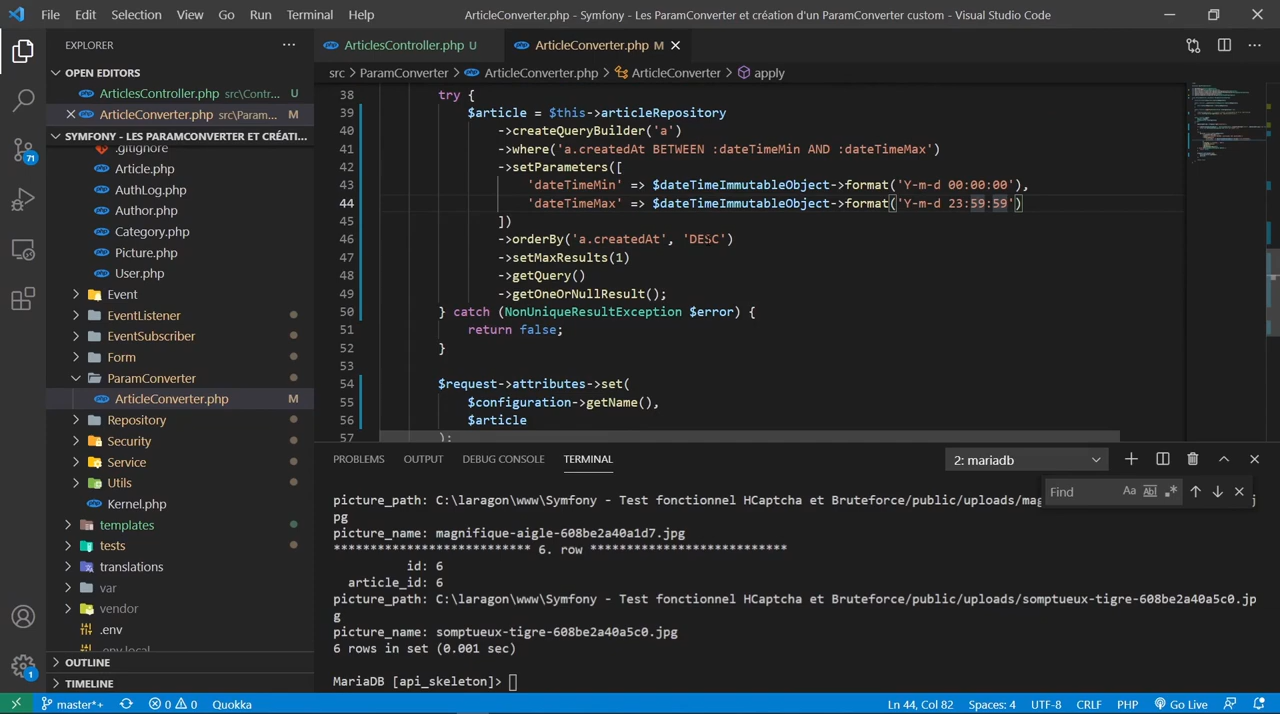 File Edit Selection View Go Run Terminal Help ArticleConverter.php - Symfony - Les ParamConverter et création d'un ParamConverter custom - Visual Studio Code
EXPLORER
OPEN EDITORS
ArticlesController.php src\Contr... U
ArticleConverter.php src\Param... M
SYMFONY - LES PARAMCONVERTER ET CRÉATI...
.gitignore
Article.php
AuthLog.php
Author.php
Category.php
Picture.php
User.php
Event
EventListener
EventSubscriber
Form
ParamConverter
ArticleConverter.php M
Repository
Security
Service
Utils
Kernel.php
templates
tests
translations
var
vendor
.env
.env.local
OUTLINE
TIMELINE
71
1
ArticlesController.php U ArticleConverter.php M
src > ParamConverter > ArticleConverter.php > ArticleConverter > apply
38 try {
39 $article = $this->articleRepository
40 ->createQueryBuilder('a')
41 ->where('a.createdAt BETWEEN :dateTimeMin AND :dateTimeMax')
42 ->setParameters([
43 'dateTimeMin' => $dateTimeImmutableObject->format('Y-m-d 00:00:00'),
44 'dateTimeMax' => $dateTimeImmutableObject->format('Y-m-d 23:59:59')
45 ])
46 ->orderBy('a.createdAt', 'DESC')
47 ->setMaxResults(1)
48 ->getQuery()
49 ->getOneOrNullResult();
50 } catch (NonUniqueResultException $error) {
51 return false;
52 }
53
54 $request->attributes->set(
55 $configuration->getName(),
56 $article
57 );
PROBLEMS OUTPUT DEBUG CONSOLE TERMINAL 2: mariadb
Find Aa Abl
picture_path: C:\laragon\www\Symfony - Test fonctionnel HCaptcha et Bruteforce/public/uploads/mag
pg
picture_name: magnifique-aigle-608be2a40a1d7.jpg
*************************** 6. row ***************************
id: 6
article_id: 6
picture_path: C:\laragon\www\Symfony - Test fonctionnel HCaptcha et Bruteforce/public/uploads/somptueux-tigre-608be2a40a5c0.jp
g
picture_name: somptueux-tigre-608be2a40a5c0.jpg
6 rows in set (0.001 sec)
MariaDB [api_skeleton]>
master*+ 0 0 Quokka Ln 44, Col 82 Spaces: 4 UTF-8 CRLF PHP Go Live